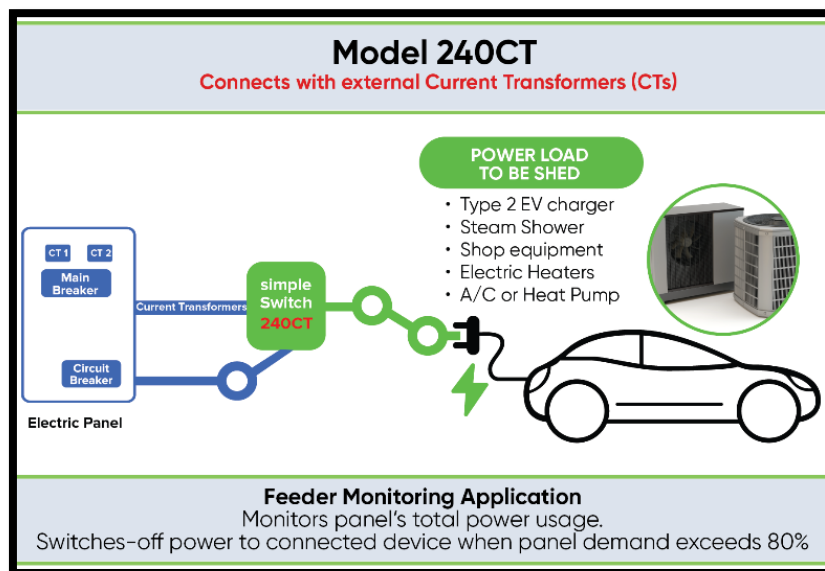 Model 240CT
Connects with external Current Transformers (CTs)
POWER LOAD
TO BE SHED
• Type 2 EV charger
• Steam Shower
• Shop equipment
• Electric Heaters
• A/C or Heat Pump
CT 1
CT 2
Main
Breaker
Current Transformers
simple
Switch
240CT
Circuit
Breaker
Electric Panel
Feeder Monitoring Application
Monitors panel's total power usage.
Switches-off power to connected device when panel demand exceeds 80%